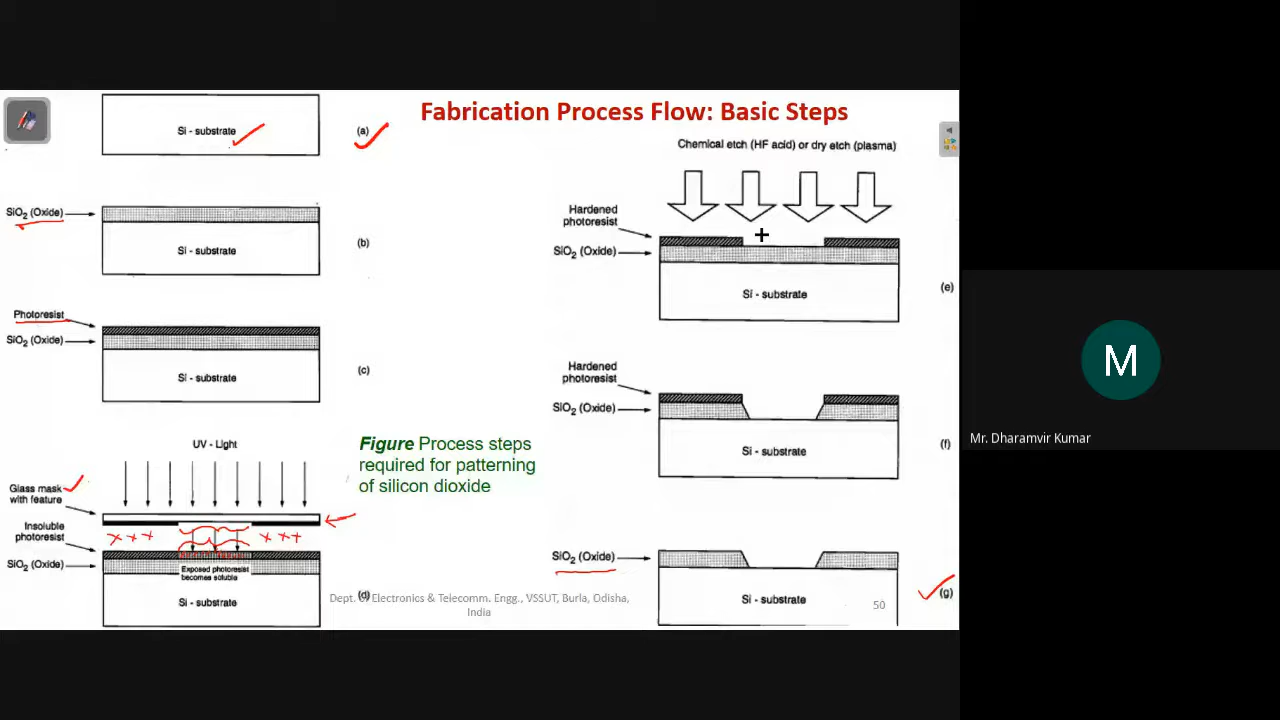 Fabrication Process Flow: Basic Steps
Si - substrate
(a)
SiO2 (Oxide)
Si - substrate
(b)
Photoresist
SiO2 (Oxide)
Si - substrate
(c)
UV - Light
Glass mask
with feature
Insoluble
photoresist
SiO2 (Oxide)
Exposed photoresist
becomes soluble
Si - substrate
(d)
Figure Process steps
required for patterning
of silicon dioxide
Chemical etch (HF acid) or dry etch (plasma)
Hardened
photoresist
SiO2 (Oxide)
Si - substrate
(e)
Hardened
photoresist
SiO2 (Oxide)
Si - substrate
(f)
SiO2 (Oxide)
Si - substrate
(g)
Dept. of Electronics & Telecomm. Engg., VSSUT, Burla, Odisha,
India
50
M
Mr. Dharamvir Kumar